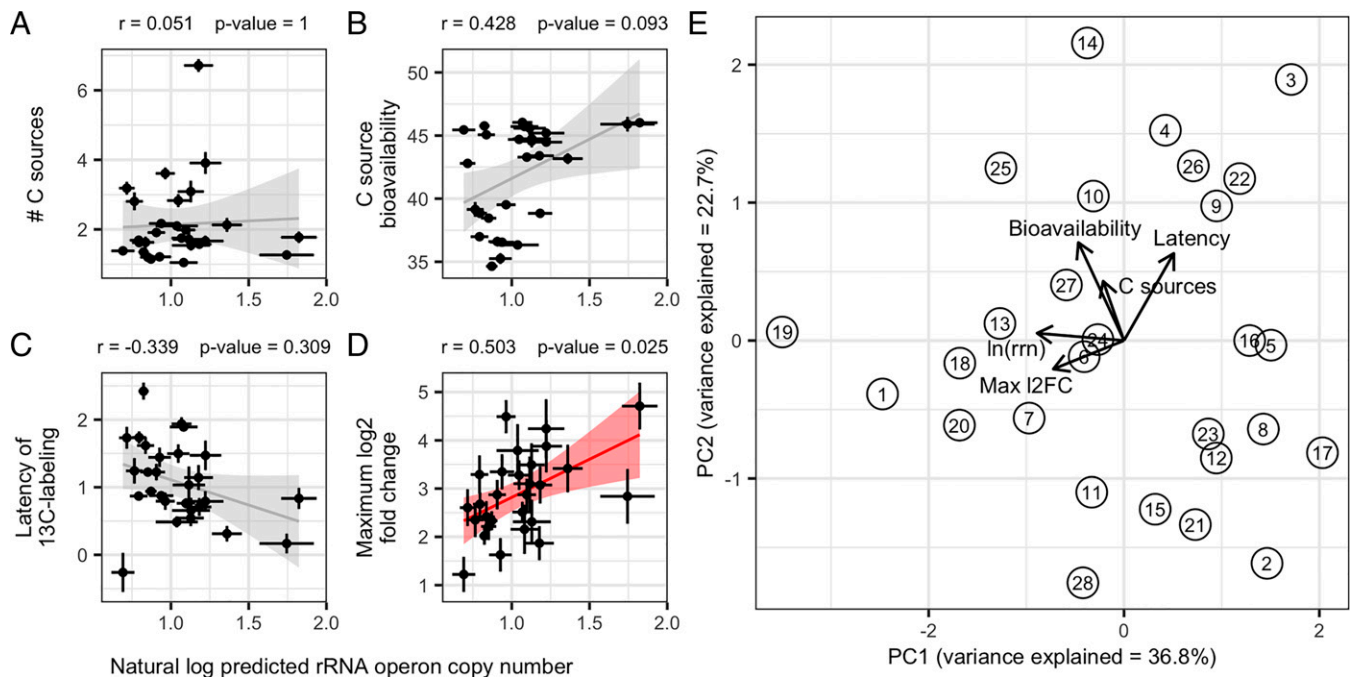 A
r = 0.051 p-value = 1
# C sources
6
4
2
1.0 1.5 2.0
B
r = 0.428 p-value = 0.093
C source
bioavailability
50
45
40
35
1.0 1.5 2.0
C
r = -0.339 p-value = 0.309
Latency of
13C-labeling
2
1
0
1.0 1.5 2.0
D
r = 0.503 p-value = 0.025
Maximum log2
fold change
5
4
3
2
1
1.0 1.5 2.0
Natural log predicted rRNA operon copy number
E
PC2 (variance explained = 22.7%)
2
1
0
-1
14
3
4
25
26
22
10
9
Bioavailability
Latency
27
C sources
13
19
24
16
5
ln(rrn)
6
18
Max l2FC
1
7
20
23
8
12
17
11
15
21
2
28
-2 0 2
PC1 (variance explained = 36.8%)